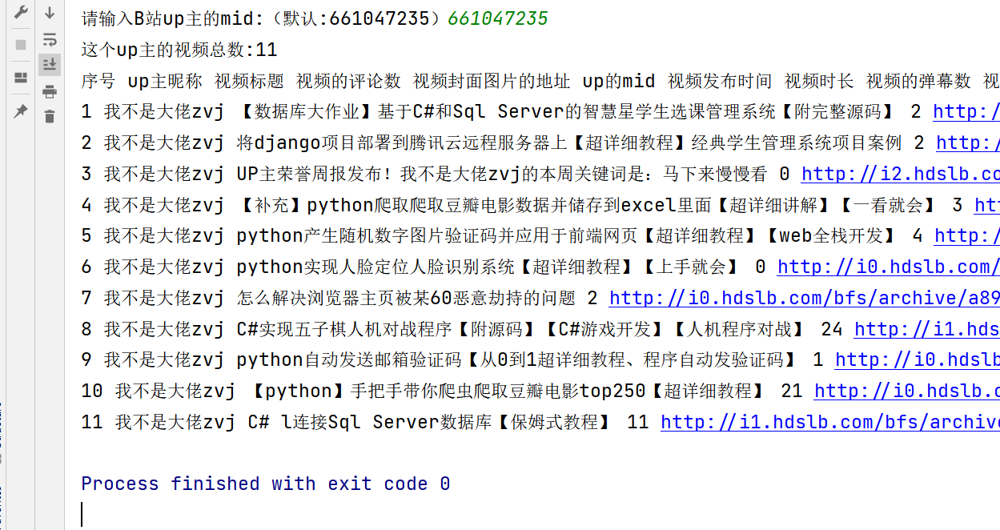 请输入B站up主的mid:（默认:661047235）661047235
这个up主的视频总数:11
序号 up主昵称 视频标题 视频的评论数 视频封面图片的地址 up的mid 视频发布时间 视频时长 视频的弹幕数 视
1 我不是大佬zvj 【数据库大作业】基于C#和Sql Server的智慧星学生选课管理系统【附完整源码】 2 http:/
2 我不是大佬zvj 将django项目部署到腾讯云远程服务器上【超详细教程】经典学生管理系统项目案例 2 http:/
3 我不是大佬zvj UP主荣誉周报发布！我不是大佬zvj的本周关键词是：马下来慢慢看 0 http://i2.hdslb.co
4 我不是大佬zvj 【补充】python爬取爬取豆瓣电影数据并储存到excel里面【超详细讲解】【一看就会】 3 htt
5 我不是大佬zvj python产生随机数字图片验证码并应用于前端网页【超详细教程】【web全栈开发】 4 http:/
6 我不是大佬zvj python实现人脸定位人脸识别系统【超详细教程】【上手就会】 0 http://i0.hdslb.com/
7 我不是大佬zvj 怎么解决浏览器主页被某60恶意劫持的问题 2 http://i0.hdslb.com/bfs/archive/a89
8 我不是大佬zvj C#实现五子棋人机对战程序【附源码】【C#游戏开发】【人机程序对战】 24 http://i1.hds
9 我不是大佬zvj python自动发送邮箱验证码【从0到1超详细教程、程序自动发验证码】 1 http://i0.hdslb
10 我不是大佬zvj 【python】手把手带你爬虫爬取豆瓣电影top250【超详细教程】 21 http://i0.hdslb.c
11 我不是大佬zvj C# l连接Sql Server数据库【保姆式教程】 11 http://i1.hdslb.com/bfs/archiv
Process finished with exit code 0